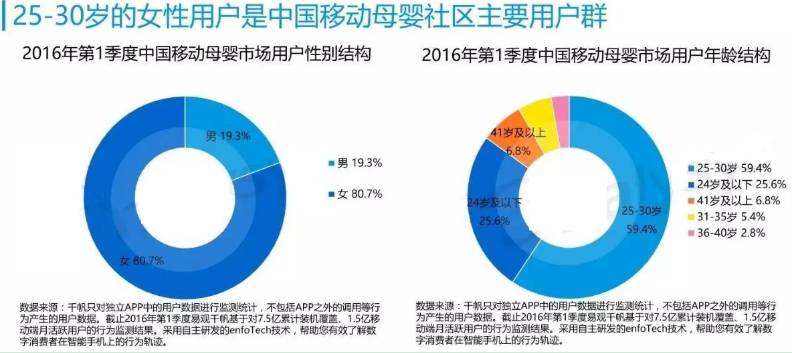 25-30岁的女性用户是中国移动母婴社区主要用户群
2016年第1季度中国移动母婴市场用户性别结构
男 19.3%
女 80.7%
男 19.3%
女 80.7%
数据来源：千帆只对独立APP中的用户数据进行监测统计，不包括APP之外的调用等行
为产生的用户数据。截止2016年第1季度易观千帆基于对7.5亿累计装机覆盖、1.5亿移
动端月活跃用户的行为监测结果。采用自主研发的enfoTech技术，帮助您有效了解数
字消费者在智能手机上的行为轨迹。
2016年第1季度中国移动母婴市场用户年龄结构
41岁及以上
6.8%
24岁及以下
25.6%
25-30岁
59.4%
25-30岁 59.4%
24岁及以下 25.6%
41岁及以上 6.8%
31-35岁 5.4%
36-40岁 2.8%
数据来源：千帆只对独立APP中的用户数据进行监测统计，不包括APP之外的调用等行
为产生的用户数据。截止2016年第1季度易观千帆基于对7.5亿累计装机覆盖、1.5亿移
动端月活跃用户的行为监测结果。采用自主研发的enfoTech技术，帮助您有效了解数
字消费者在智能手机上的行为轨迹。